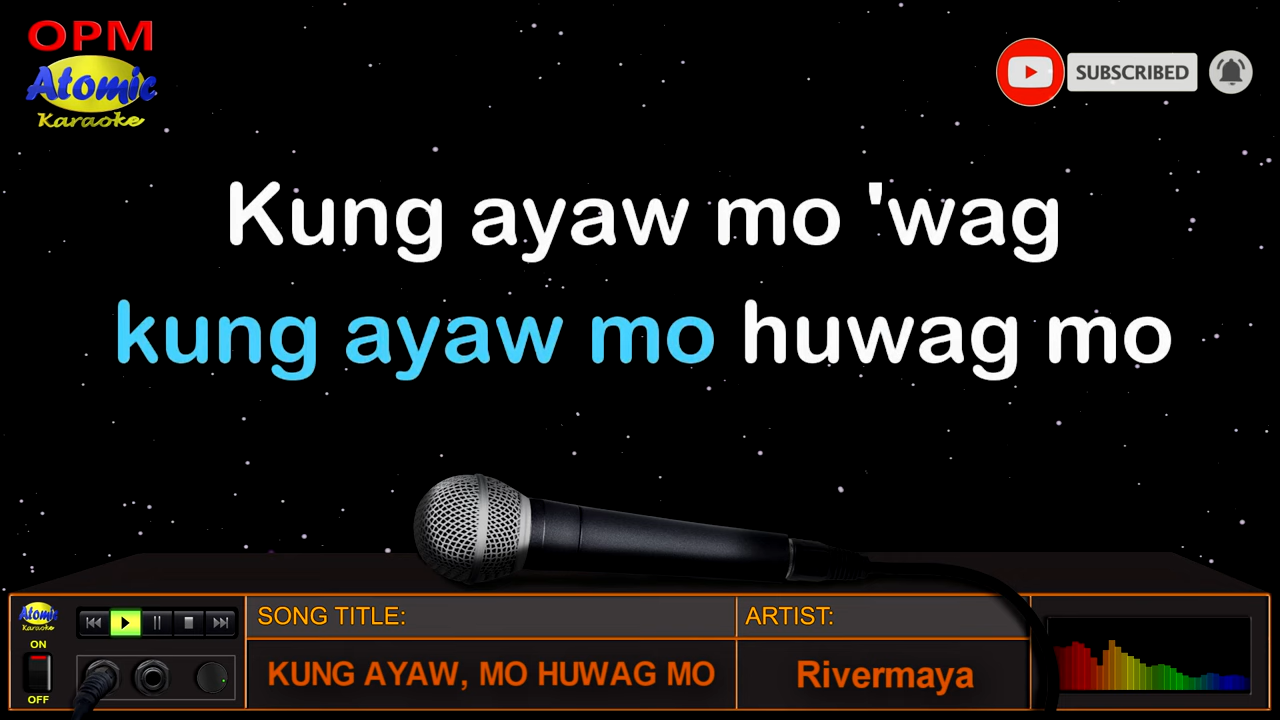 OPM
Atomic
Karaoke
SUBSCRIBED
Kung ayaw mo 'wag
kung ayaw mo huwag mo
Atomic
Karaoke
ON
OFF
SONG TITLE:
KUNG AYAW, MO HUWAG MO
ARTIST:
Rivermaya